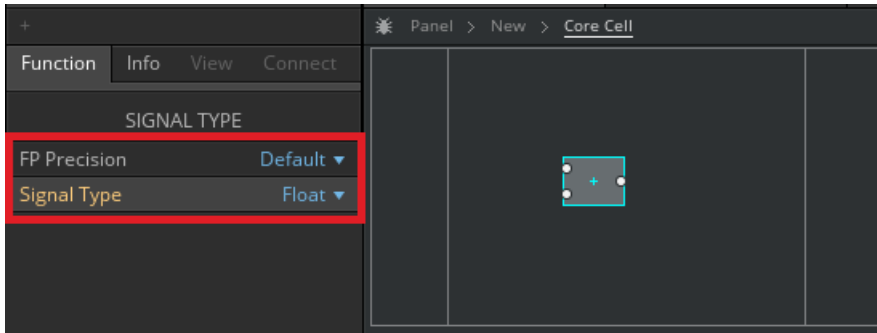 +
Panel > New > Core Cell
Function Info View Connect
SIGNAL TYPE
FP Precision Default ▼
Signal Type Float ▼
+